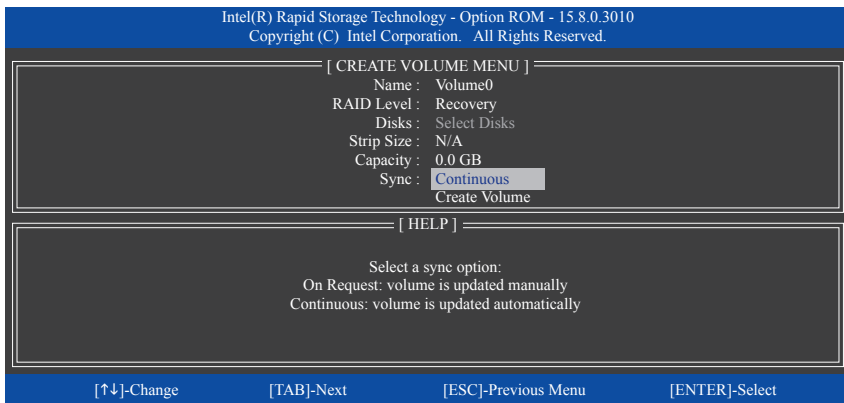 Intel(R) Rapid Storage Technology - Option ROM - 15.8.0.3010
Copyright (C) Intel Corporation. All Rights Reserved.
[ CREATE VOLUME MENU ]
Name : Volume0
RAID Level : Recovery
Disks : Select Disks
Strip Size : N/A
Capacity : 0.0 GB
Sync : Continuous
Create Volume
[ HELP ]
Select a sync option:
On Request: volume is updated manually
Continuous: volume is updated automatically
[↑↓]-Change [TAB]-Next [ESC]-Previous Menu [ENTER]-Select